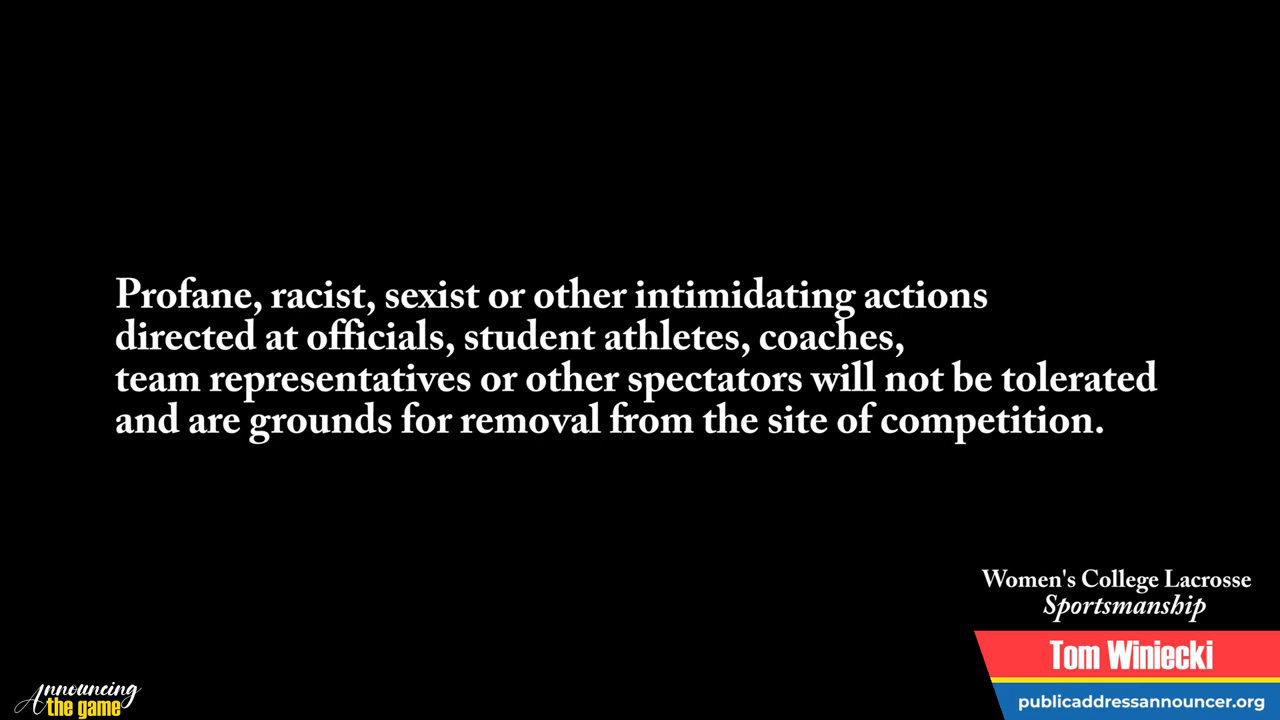 Profane, racist, sexist or other intimidating actions
directed at officials, student athletes, coaches,
team representatives or other spectators will not be tolerated
and are grounds for removal from the site of competition.
Women's College Lacrosse
Sportsmanship
Tom Winiecki
publicaddressannouncer.org
Announcing
the game